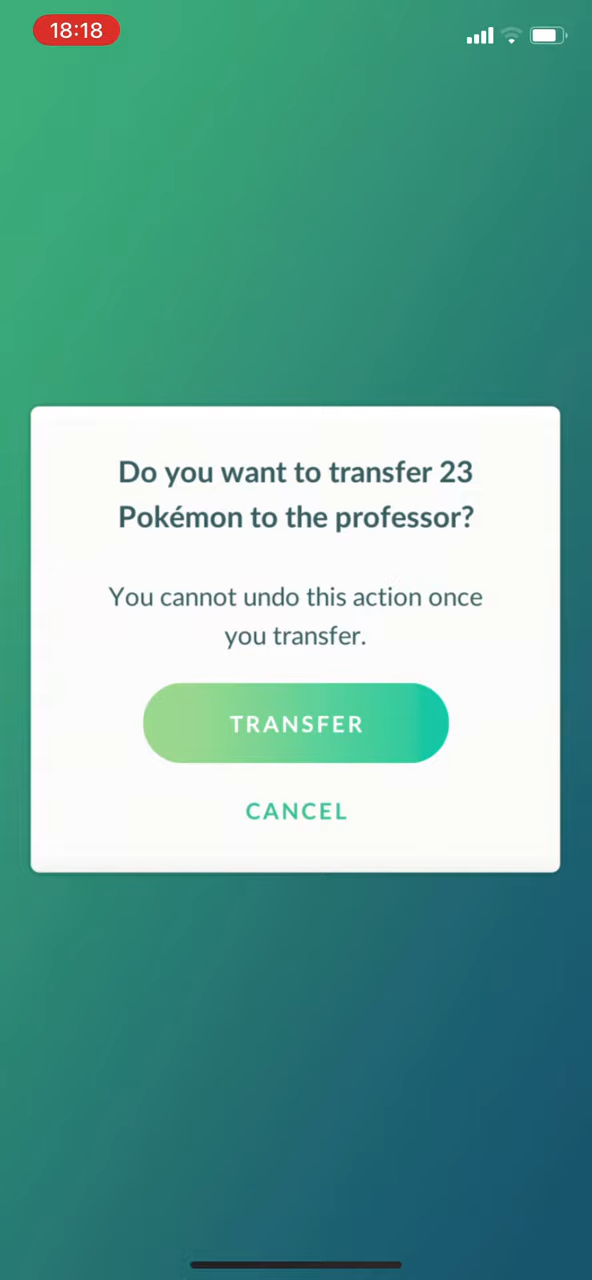 18:18
Do you want to transfer 23
Pokémon to the professor?
You cannot undo this action once
you transfer.
TRANSFER
CANCEL